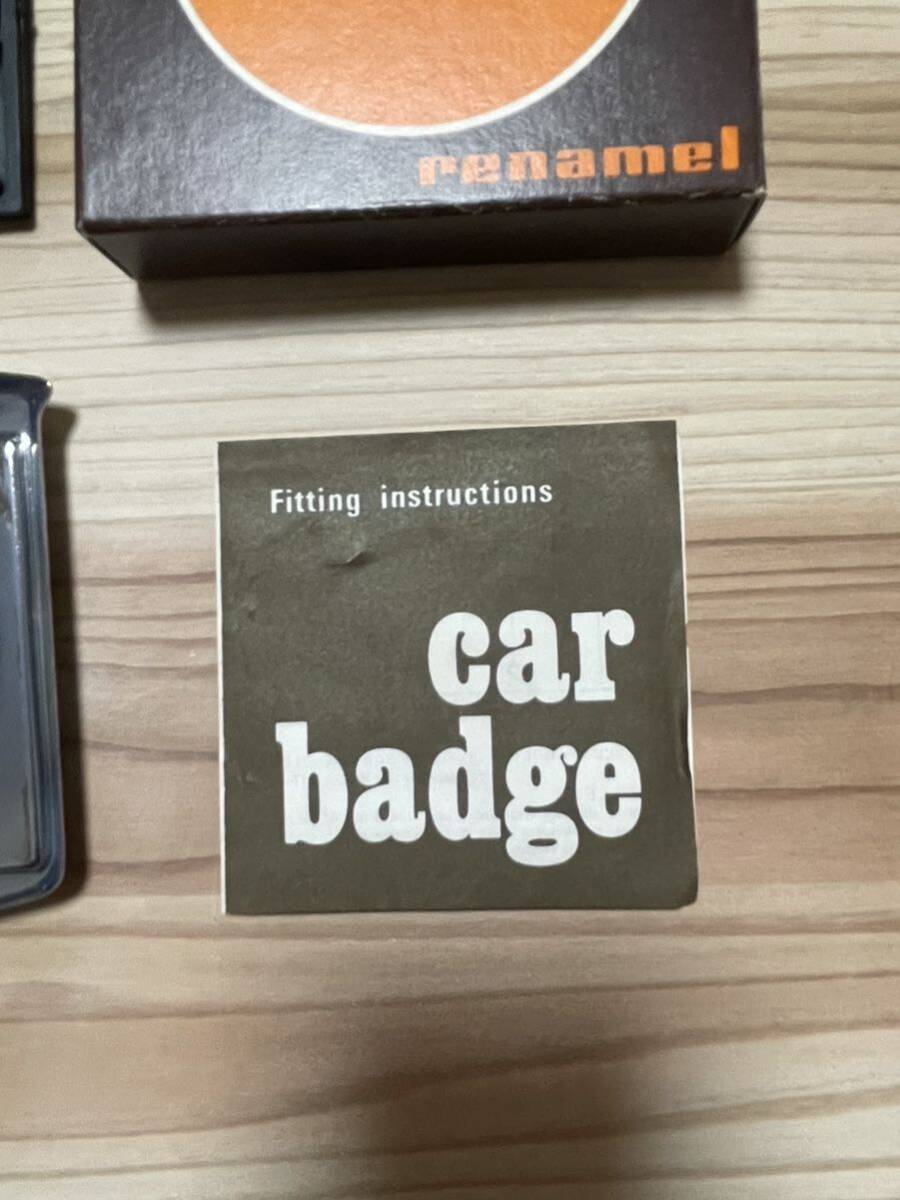 renamel
Fitting instructions
car
badge